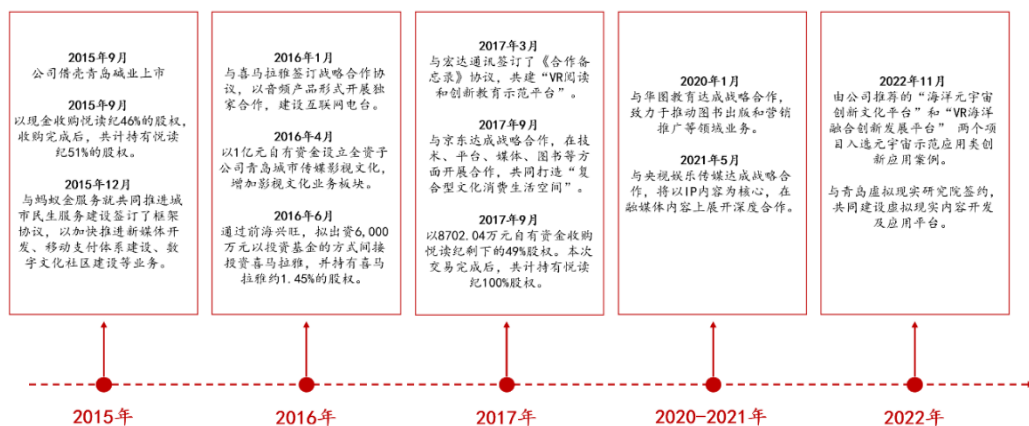 2015年9月
公司借壳青岛碱业上市
2015年9月
以现金收购悦读纪46%的股权,
收购完成后,共计持有悦读
纪51%的股权。
2015年12月
与蚂蚁金服务就共同推进城
市民生服务建设签订了框架
协议,以加快推进新媒体开
发、移动支付体系建设、数
字文化社区建设等业务。
2016年1月
与喜马拉雅签订战略合作协
议,以音频产品形式开展独
家合作,建设互联网电台。
2016年4月
以1亿元自有资金设立全资子
公司青岛城市传媒影视文化,
增加影视文化业务板块。
2016年6月
通过前海兴旺,拟出资6,000
万元以投资基金的方式间接
投资喜马拉雅,并持有喜马
拉雅约1.45%的股权。
2017年3月
与宏达通讯签订了《合作备
忘录》协议,共建“VR阅读
和创新教育示范平台”。
2017年9月
与京东达成战略合作,在技
术、平台、媒体、图书等方
面开展合作,共同打造“复
合型文化消费生活空间”。
2017年9月
以8702.04万元自有资金收购
悦读纪剩下的49%股权。本次
交易完成后,共计持有悦读
纪100%股权。
2020年1月
与华图教育达成战略合作,
致力于推动图书出版和营销
推广等领域业务。
2021年5月
与央视娱乐传媒达成战略合
作,将以IP内容为核心,在
融媒体内容上展开深度合作。
2022年11月
由公司推荐的“海洋元宇宙
创新文化平台”和“VR海洋
融合创新发展平台” 两个项
目入选元宇宙示范应用类创
新应用案例。
与青岛虚拟现实研究院签约,
共同建设虚拟现实内容开发
及应用平台。
2015年
2016年
2017年
2020-2021年
2022年